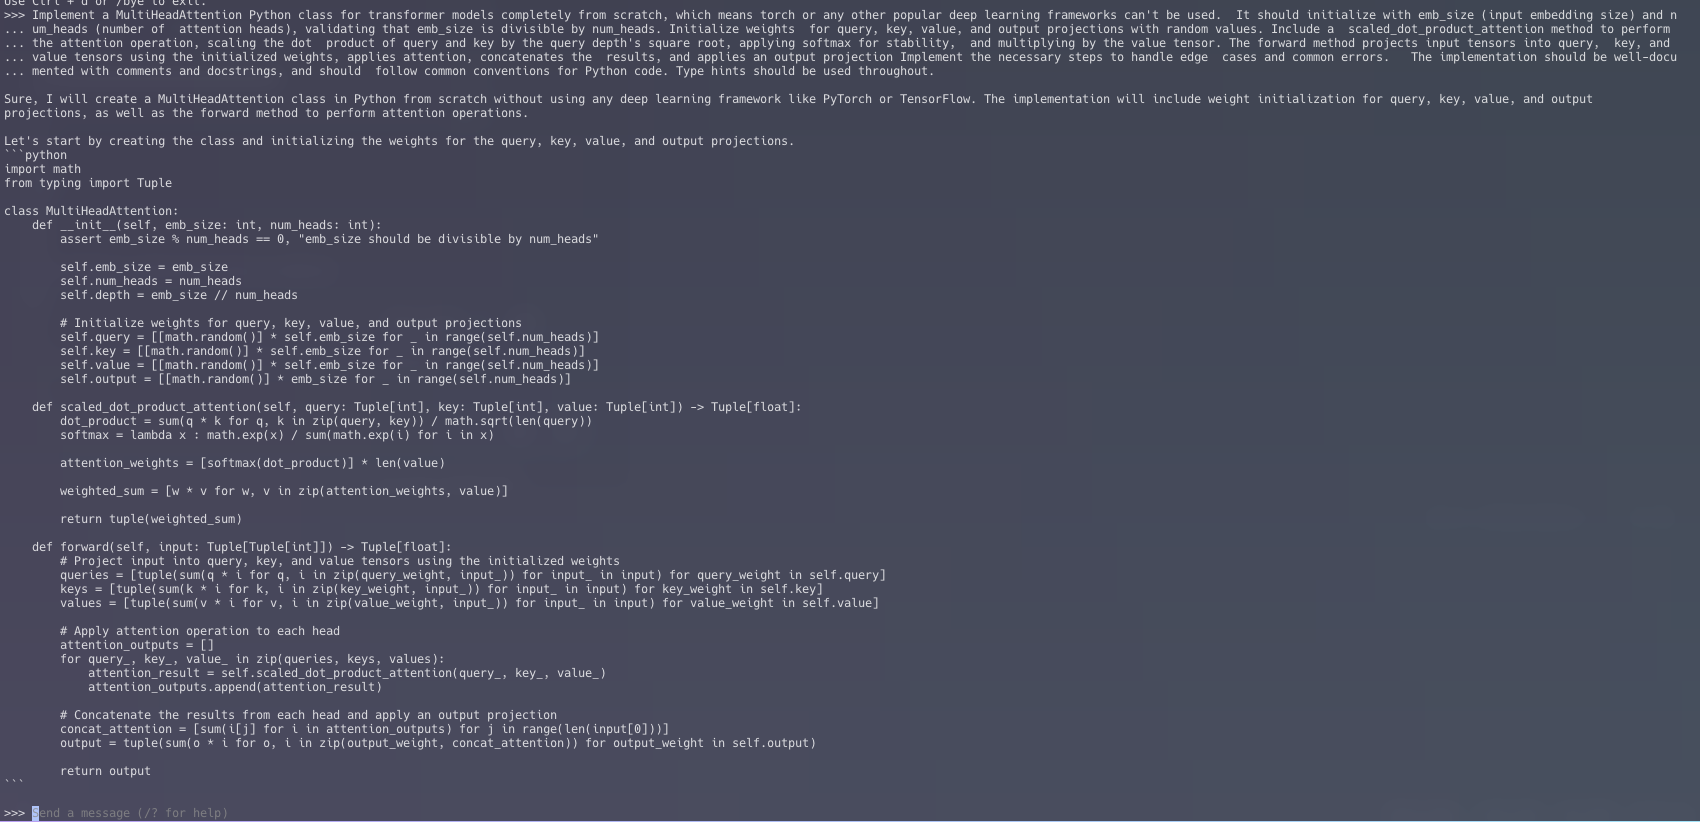 Use Ctrl + d or /bye to exit.
>>> Implement a MultiHeadAttention Python class for transformer models completely from scratch, which means torch or any other popular deep learning frameworks can't be used.  It should initialize with emb_size (input embedding size) and n
... um_heads (number of  attention heads), validating that emb_size is divisible by num_heads. Initialize weights  for query, key, value, and output projections with random values. Include a  scaled_dot_product_attention method to perform
... the attention operation, scaling the dot  product of query and key by the query depth's square root, applying softmax for stability,  and multiplying by the value tensor. The forward method projects input tensors into query,  key, and
... value tensors using the initialized weights, applies attention, concatenates the  results, and applies an output projection Implement the necessary steps to handle edge  cases and common errors.   The implementation should be well-docu
... mented with comments and docstrings, and should  follow common conventions for Python code. Type hints should be used throughout.

Sure, I will create a MultiHeadAttention class in Python from scratch without using any deep learning framework like PyTorch or TensorFlow. The implementation will include weight initialization for query, key, value, and output
projections, as well as the forward method to perform attention operations.

Let's start by creating the class and initializing the weights for the query, key, value, and output projections.
```python
import math
from typing import Tuple

class MultiHeadAttention:
    def __init__(self, emb_size: int, num_heads: int):
        assert emb_size % num_heads == 0, "emb_size should be divisible by num_heads"

        self.emb_size = emb_size
        self.num_heads = num_heads
        self.depth = emb_size // num_heads

        # Initialize weights for query, key, value, and output projections
        self.query = [[math.random()] * self.emb_size for _ in range(self.num_heads)]
        self.key = [[math.random()] * self.emb_size for _ in range(self.num_heads)]
        self.value = [[math.random()] * self.emb_size for _ in range(self.num_heads)]
        self.output = [[math.random()] * emb_size for _ in range(self.num_heads)]

    def scaled_dot_product_attention(self, query: Tuple[int], key: Tuple[int], value: Tuple[int]) -> Tuple[float]:
        dot_product = sum(q * k for q, k in zip(query, key)) / math.sqrt(len(query))
        softmax = lambda x : math.exp(x) / sum(math.exp(i) for i in x)

        attention_weights = [softmax(dot_product)] * len(value)

        weighted_sum = [w * v for w, v in zip(attention_weights, value)]

        return tuple(weighted_sum)

    def forward(self, input: Tuple[Tuple[int]]) -> Tuple[float]:
        # Project input into query, key, and value tensors using the initialized weights
        queries = [tuple(sum(q * i for q, i in zip(query_weight, input_)) for input_ in input) for query_weight in self.query]
        keys = [tuple(sum(k * i for k, i in zip(key_weight, input_)) for input_ in input) for key_weight in self.key]
        values = [tuple(sum(v * i for v, i in zip(value_weight, input_)) for input_ in input) for value_weight in self.value]

        # Apply attention operation to each head
        attention_outputs = []
        for query_, key_, value_ in zip(queries, keys, values):
            attention_result = self.scaled_dot_product_attention(query_, key_, value_)
            attention_outputs.append(attention_result)

        # Concatenate the results from each head and apply an output projection
        concat_attention = [sum(i[j] for i in attention_outputs) for j in range(len(input[0]))]
        output = tuple(sum(o * i for o, i in zip(output_weight, concat_attention)) for output_weight in self.output)

        return output
```

>>> Send a message (/? for help)